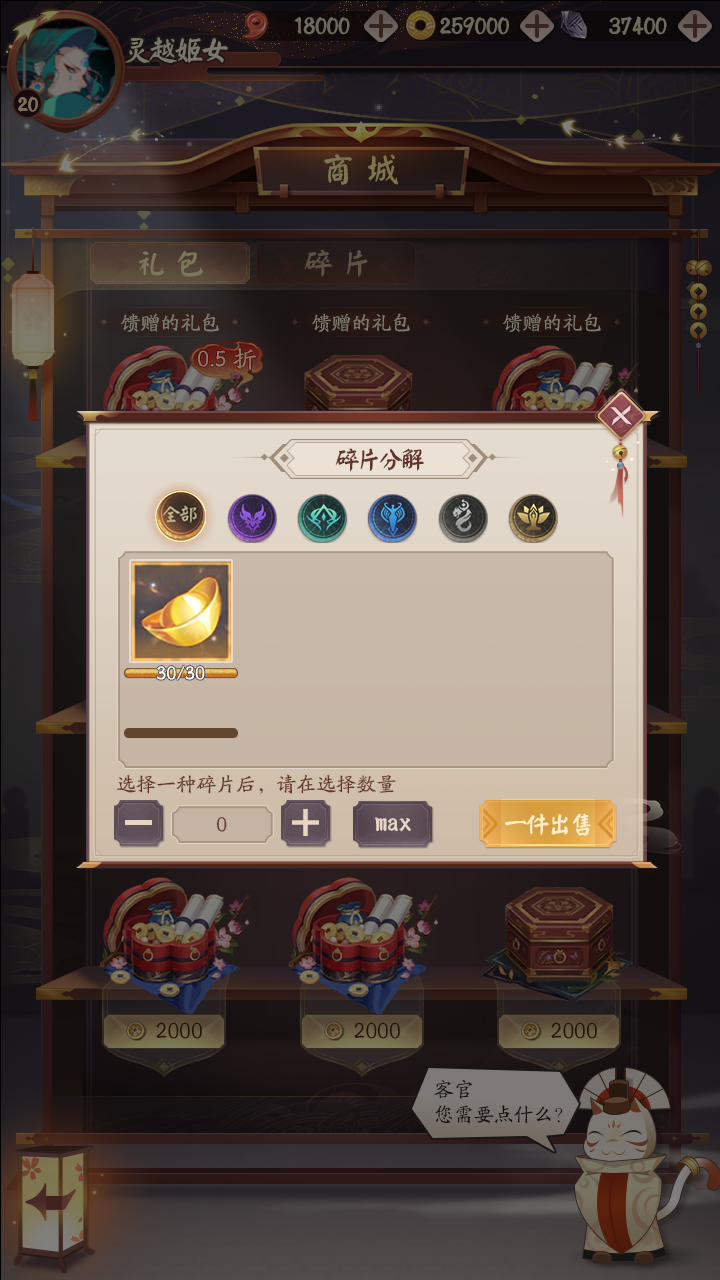 灵越姬女
18000
259000
37400
20
商城
礼包
碎片
馈赠的礼包
馈赠的礼包
馈赠的礼包
0.5 折
碎片分解
全部
30/30
选择一种碎片后，请在选择数量
0
max
一件出售
2000
2000
2000
客官
您需要点什么？